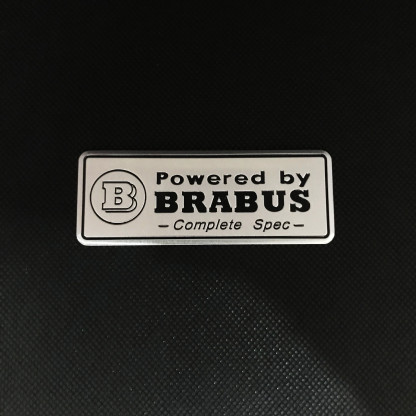 B
Powered by
BRABUS
– Complete Spec –